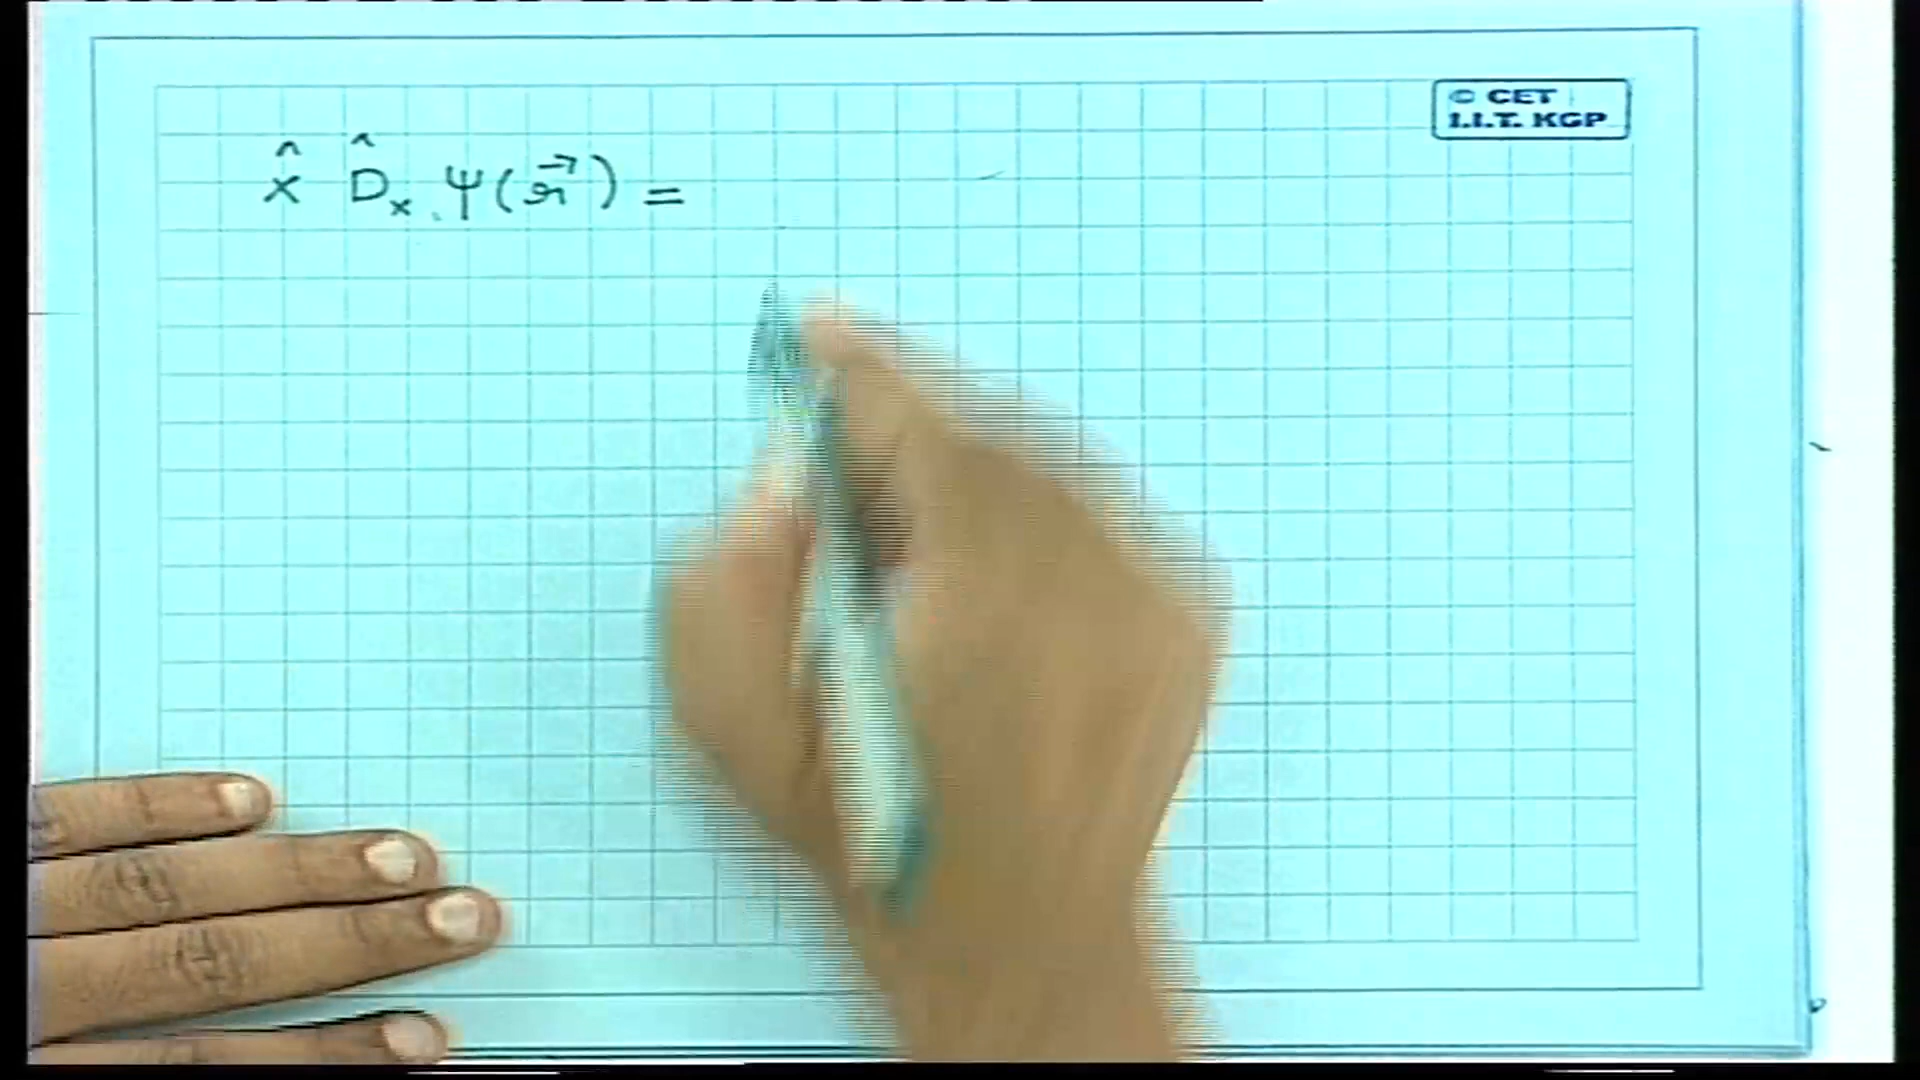 x̂ D̂ₓ ψ(r⃗) =
© CET
I.I.T. KGP